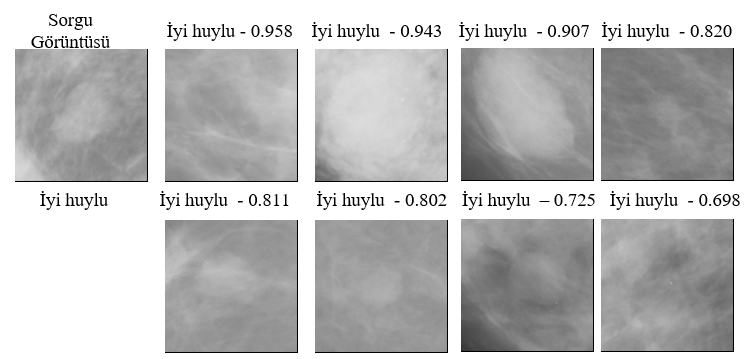 Sorgu
Görüntüsü
İyi huylu - 0.958
İyi huylu - 0.943
İyi huylu - 0.907
İyi huylu - 0.820
İyi huylu
İyi huylu - 0.811
İyi huylu - 0.802
İyi huylu – 0.725
İyi huylu - 0.698